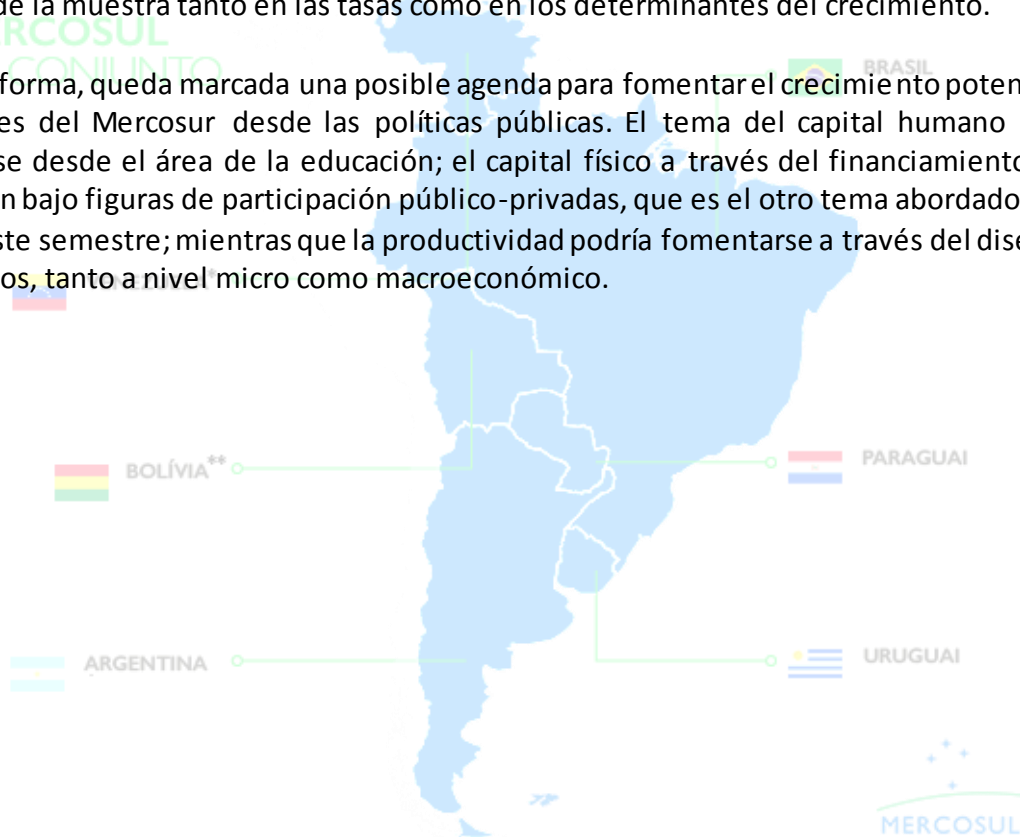 de la muestra tanto en las tasas como en los determinantes del crecimiento.
RCOSUL
CONJUNTO
BRASIL
forma, queda marcada una posible agenda para fomentar el crecimiento poten
es del Mercosur desde las políticas públicas. El tema del capital humano
se desde el área de la educación; el capital físico a través del financiamiento
n bajo figuras de participación público-privadas, que es el otro tema abordado
ste semestre; mientras que la productividad podría fomentarse a través del dise
os, tanto a nivel micro como macroeconómico.
VENEZUELA*
BOLÍVIA**
PARAGUAI
ARGENTINA
URUGUAI
MERCOSUL